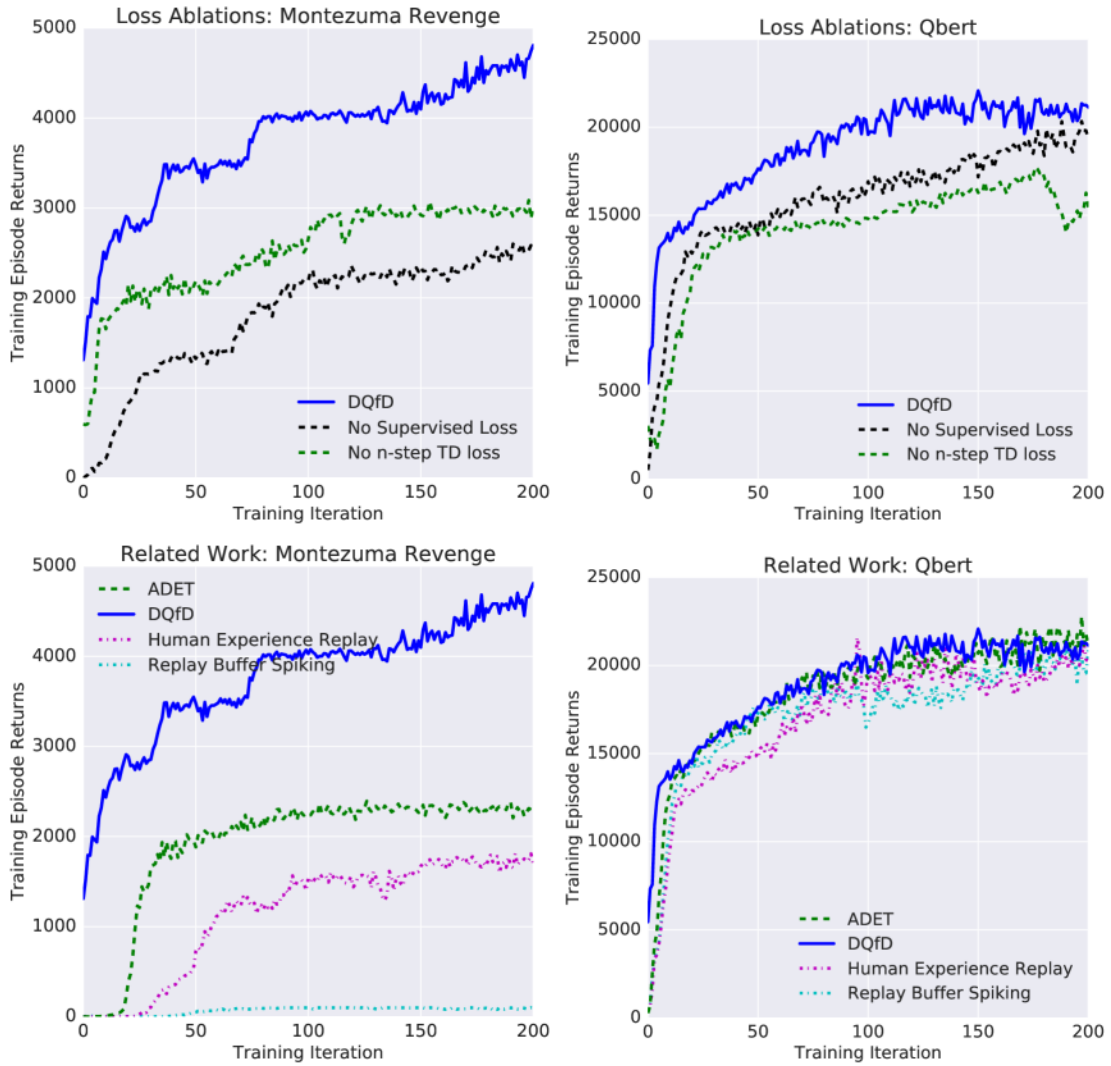 Loss Ablations: Montezuma Revenge
5000
4000
3000
2000
1000
0
Training Episode Returns
DQfD
No Supervised Loss
No n-step TD loss
0 50 100 150 200
Training Iteration
Loss Ablations: Qbert
25000
20000
15000
10000
5000
0
Training Episode Returns
DQfD
No Supervised Loss
No n-step TD loss
0 50 100 150 200
Training Iteration
Related Work: Montezuma Revenge
5000
4000
3000
2000
1000
0
Training Episode Returns
ADET
DQfD
Human Experience Replay
Replay Buffer Spiking
0 50 100 150 200
Training Iteration
Related Work: Qbert
25000
20000
15000
10000
5000
0
Training Episode Returns
ADET
DQfD
Human Experience Replay
Replay Buffer Spiking
0 50 100 150 200
Training Iteration